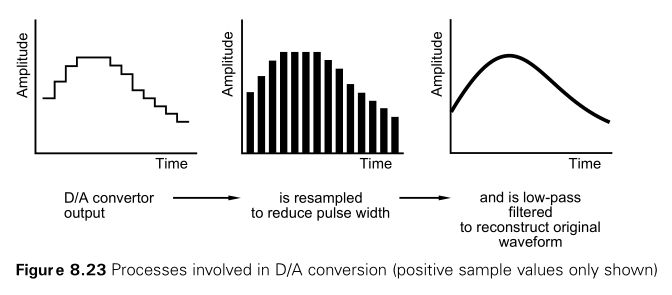 Amplitude
Time
Amplitude
Time
Amplitude
Time
D/A convertor
output
is resampled
to reduce pulse width
and is low-pass
filtered
to reconstruct original
waveform
Figure 8.23 Processes involved in D/A conversion (positive sample values only shown)